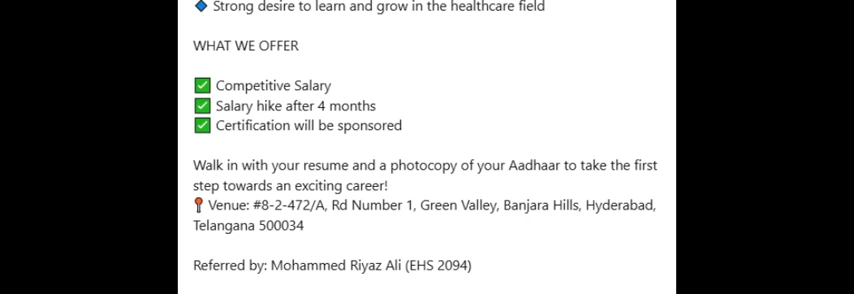 🔷 Strong desire to learn and grow in the healthcare field
WHAT WE OFFER
✅ Competitive Salary
✅ Salary hike after 4 months
✅ Certification will be sponsored
Walk in with your resume and a photocopy of your Aadhaar to take the first
step towards an exciting career!
📍 Venue: #8-2-472/A, Rd Number 1, Green Valley, Banjara Hills, Hyderabad,
Telangana 500034
Referred by: Mohammed Riyaz Ali (EHS 2094)